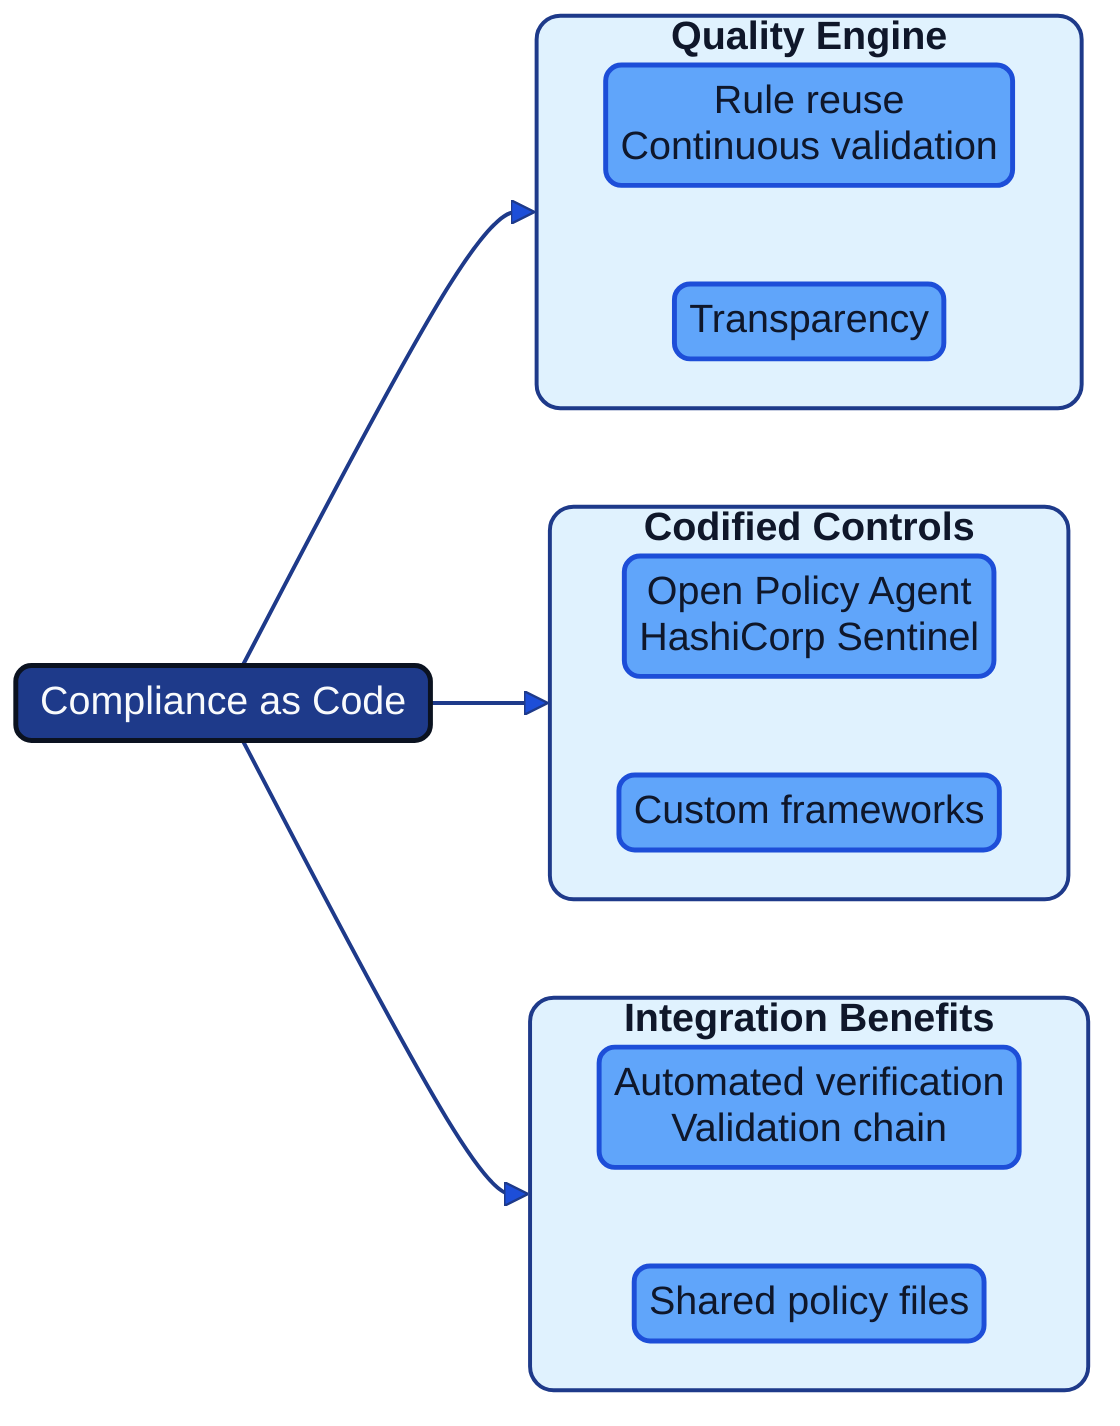 Quality Engine
Rule reuse
Continuous validation
Transparency
Codified Controls
Open Policy Agent
HashiCorp Sentinel
Compliance as Code
Custom frameworks
Integration Benefits
Automated verification
Validation chain
Shared policy files